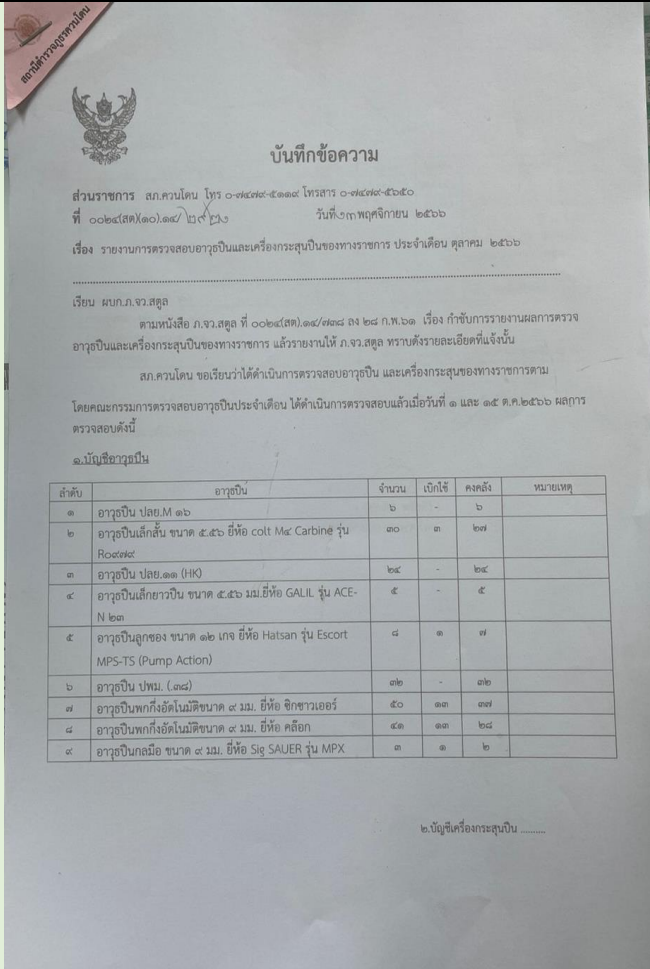 สถานีตำรวจภูธรควนโดน
บันทึกข้อความ
ส่วนราชการ สภ.ควนโดน โทร ๐-๗๔๗๙-๕๑๑๙ โทรสาร ๐-๗๔๗๙-๕๖๕๐
ที่ ๐๐๒๔(สต)(๑๐).๑๔/ วันที่ ๒๓ พฤศจิกายน ๒๕๖๖
เรื่อง รายงานการตรวจสอบอาวุธปืนและเครื่องกระสุนปืนของทางราชการ ประจำเดือน ตุลาคม ๒๕๖๖
เรียน ผบก.ภ.จว.สตูล
ตามหนังสือ ภ.จว.สตูล ที่ ๐๐๒๔(สต).๑๔/๗๓๘ ลง ๒๘ ก.พ.๖๑ เรื่อง กำชับการรายงานผลการตรวจ
อาวุธปืนและเครื่องกระสุนปืนของทางราชการ แล้วรายงานให้ ภ.จว.สตูล ทราบดังรายละเอียดที่แจ้งนั้น
สภ.ควนโดน ขอเรียนว่าได้ดำเนินการตรวจสอบอาวุธปืน และเครื่องกระสุนของทางราชการตาม
โดยคณะกรรมการตรวจสอบอาวุธปืนประจำเดือน ได้ดำเนินการตรวจสอบแล้วเมื่อวันที่ ๑ และ ๑๕ ต.ค.๒๕๖๖ ผลการ
ตรวจสอบดังนี้
๑.บัญชีอาวุธปืน
ลำดับ อาวุธปืน จำนวน เบิกใช้ คงคลัง หมายเหตุ
๑ อาวุธปืน ปลย.M ๑๖ ๖ - ๖
๒ อาวุธปืนเล็กสั้น ขนาด ๕.๕๖ ยี่ห้อ colt M๔ Carbine รุ่น ๓๐ ๓ ๒๗
R๐๙๗๙
๓ อาวุธปืน ปลย.๑๑ (HK) ๒๔ - ๒๔
๔ อาวุธปืนเล็กยาวปืน ขนาด ๕.๕๖ มม.ยี่ห้อ GALIL รุ่น ACE- ๕ - ๕
N ๒๓
๕ อาวุธปืนลูกซอง ขนาด ๑๒ เกจ ยี่ห้อ Hatsan รุ่น Escort ๘ ๑ ๗
MPS-TS (Pump Action)
๖ อาวุธปืน ปพม. (.๓๘) ๓๒ - ๓๒
๗ อาวุธปืนพกกึ่งอัตโนมัติขนาด ๙ มม. ยี่ห้อ ซิกซาวเออร์ ๕๐ ๑๓ ๓๗
๘ อาวุธปืนพกกึ่งอัตโนมัติขนาด ๙ มม. ยี่ห้อ คล๊อก ๔๑ ๑๓ ๒๘
๙ อาวุธปืนกลมือ ขนาด ๙ มม. ยี่ห้อ Sig SAUER รุ่น MPX ๓ ๑ ๒
๒.บัญชีเครื่องกระสุนปืน ..........